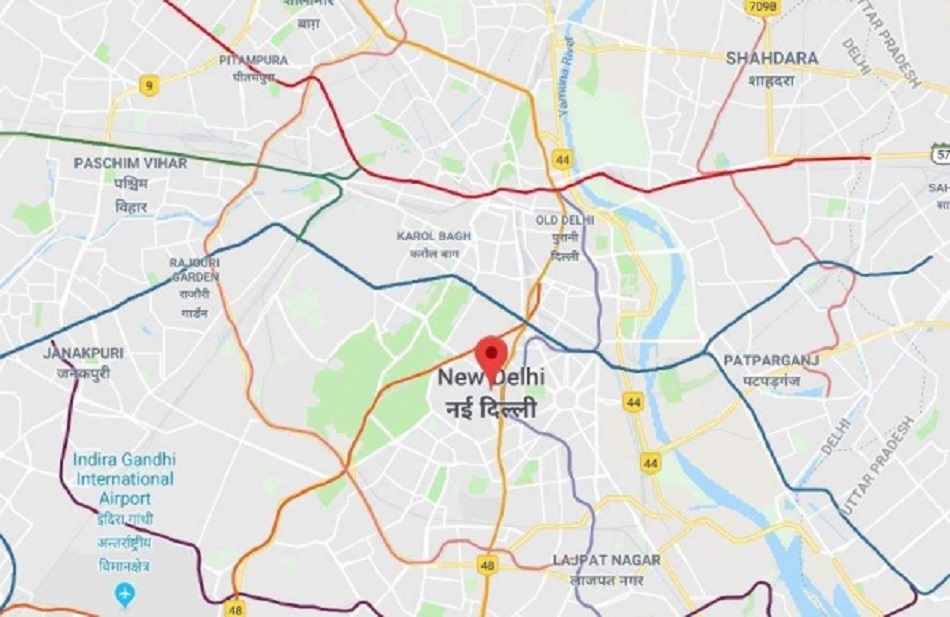 शालीमार
बाग़
709B
UTTAR PRADESH
DELHI
PITAMPURA
पीतमपुरा
9
Yamuna River
SHAHDARA
शाहदरा
44
57
PASCHIM VIHAR
पश्चिम
विहार
OLD DELHI
पुरानी
दिल्ली
KAROL BAGH
करोल बाग
RAJOURI
GARDEN
राजौरी
गार्डन
JANAKPURI
जनकपुरी
New Delhi
नई दिल्ली
PATPARGANJ
पटपड़गंज
44
DELHI
UTTAR PRADESH
44
Indira Gandhi
International
Airport
इंदिरा गांधी
अन्तर्राष्ट्रीय
विमानक्षेत्र
48
LAJPAT NAGAR
लाजपत नगर
48